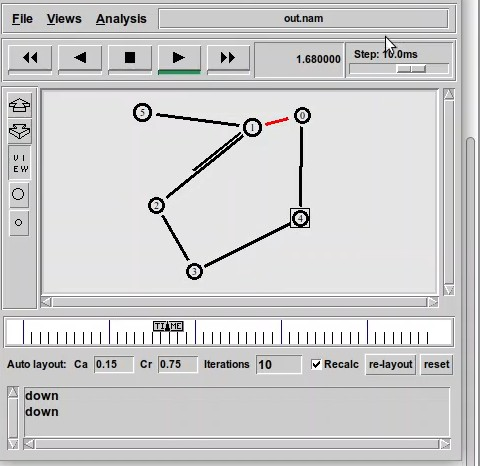 File Views Analysis out.nam
1.680000 Step: 10.0ms
5
1
0
VIEW
2
4
3
TIME
Auto layout: Ca 0.15 Cr 0.75 Iterations 10 Recalc re-layout reset
down
down